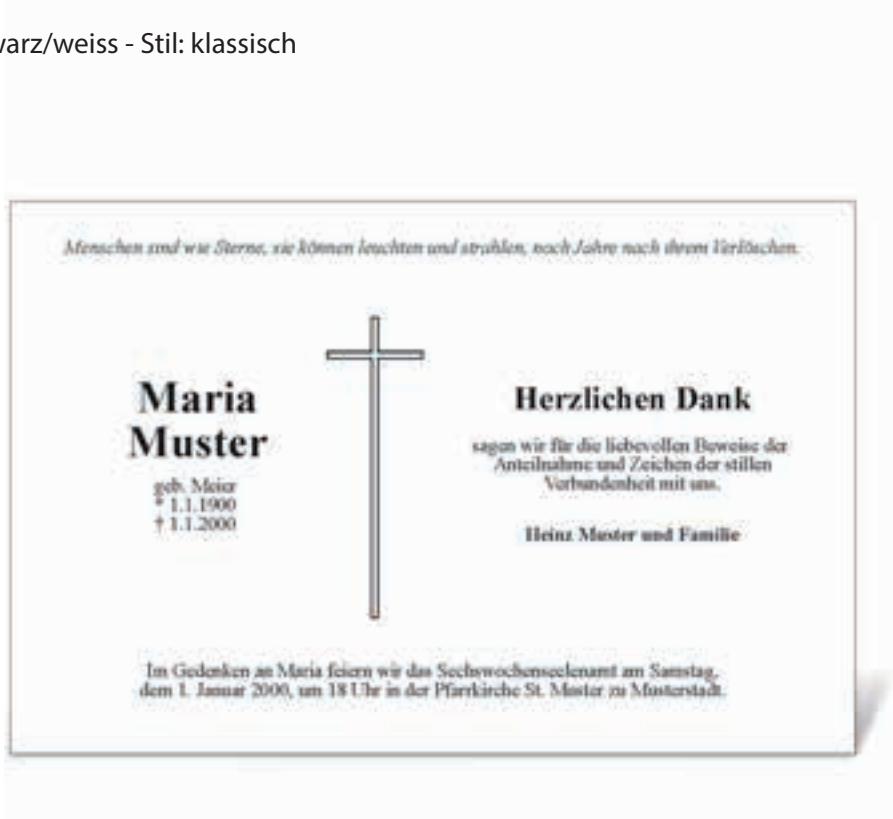 varz/weiss - Stil: klassisch
Menschen sind wie Sterne, sie können leuchten und strahlen, noch Jahre nach ihrem Verlöschen.
Maria
Muster
geb. Meier
* 1.1.1900
† 1.1.2000
Herzlichen Dank
sagen wir für die liebevollen Beweise der
Anteilnahme und Zeichen der stillen
Verbundenheit mit uns.
Heinz Muster und Familie
Im Gedenken an Maria feiern wir das Sechswochenseelenamt am Samstag,
dem 1. Januar 2000, um 18 Uhr in der Pfarrkirche St. Muster zu Musterstadt.